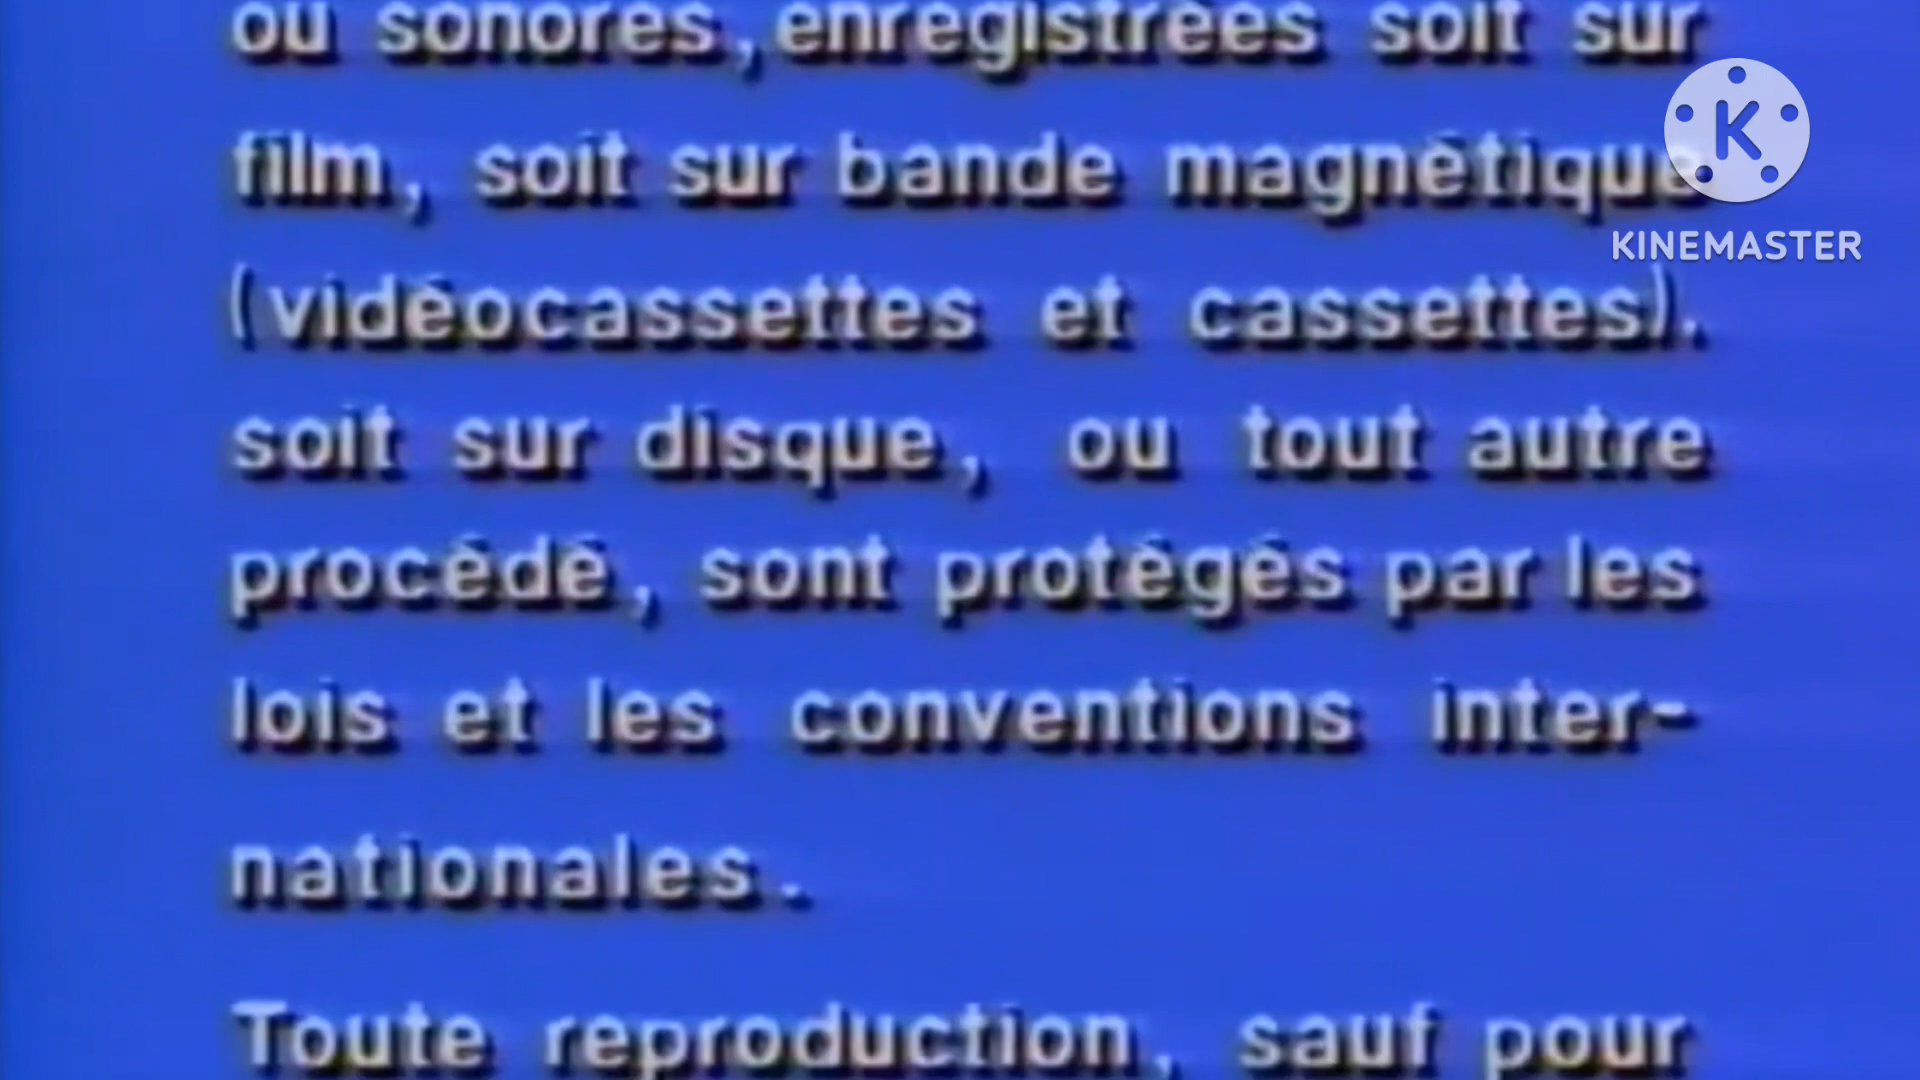 ou sonores, enregistrées soit sur
film, soit sur bande magnétique
(vidéocassettes et cassettes).
soit sur disque, ou tout autre
procédé, sont protégés par les
lois et les conventions inter-
nationales.
Toute reproduction, sauf pour
K
KINEMASTER